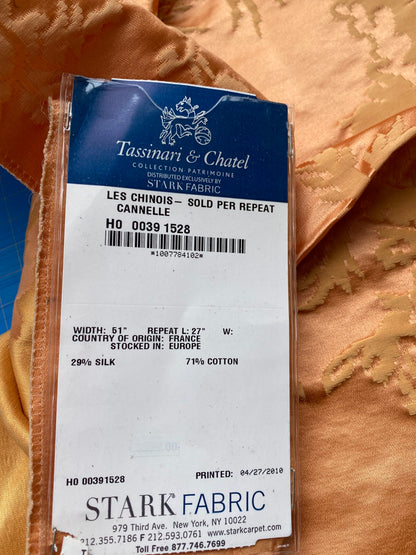 Tassinari & Chatel
COLLECTION PATRIMOINE
DISTRIBUTED EXCLUSIVELY BY
STARK FABRIC
LES CHINOIS— SOLD PER REPEAT
CANNELLE
H0 0039 1528
*1007784102*
WIDTH: 51" REPEAT L: 27" W:
COUNTRY OF ORIGIN: FRANCE
STOCKED IN: EUROPE
29% SILK 71% COTTON
H0 00391528 PRINTED: 04/27/2010
STARK FABRIC
979 Third Ave. New York, NY 10022
212.355.7186 F 212.593.0761 www.starkcarpet.com
Toll Free 877.746.7699